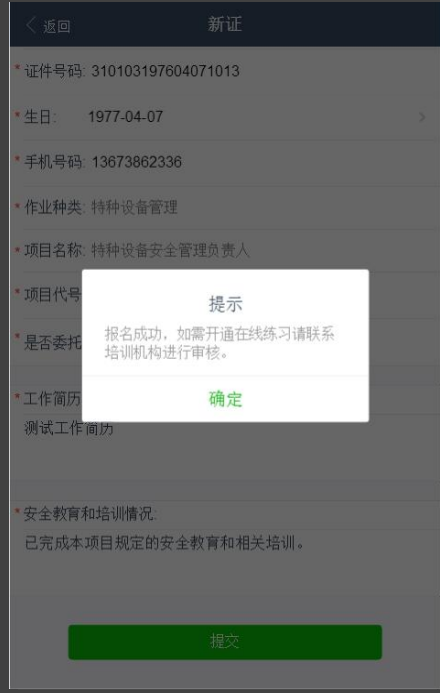 返回
新证
* 证件号码: 310103197604071013
* 生日: 1977-04-07
* 手机号码: 13673862336
* 作业种类: 特种设备管理
* 项目名称: 特种设备安全管理负责人
* 项目代号
* 是否委托
提示
报名成功，如需开通在线练习请联系
培训机构进行审核。
确定
* 工作简历
测试工作简历
* 安全教育和培训情况:
已完成本项目规定的安全教育和相关培训。
提交